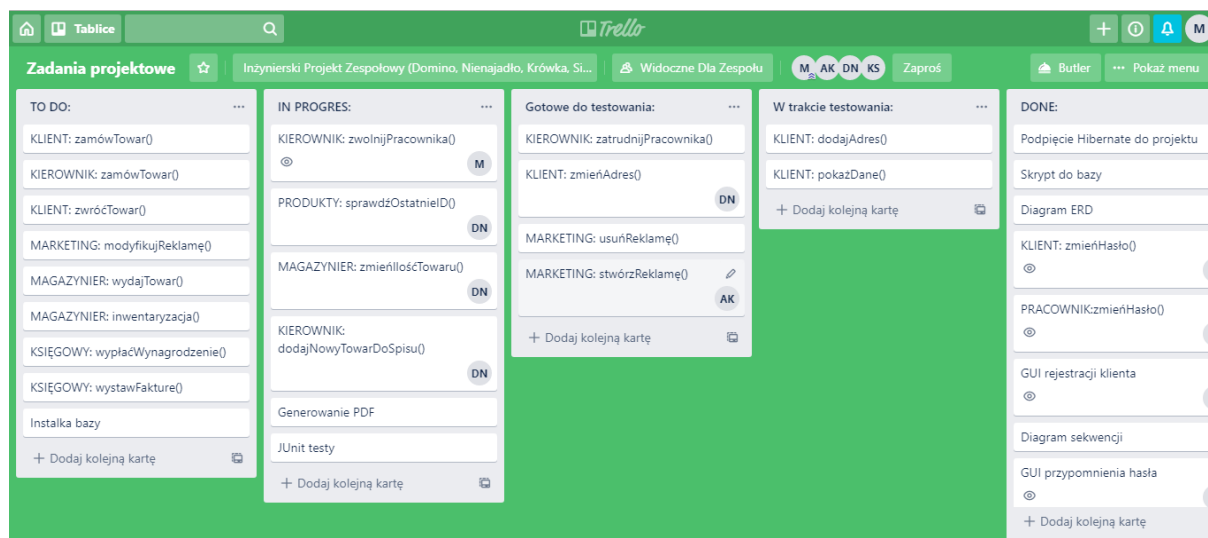 Tablice
Trello
M
Zadania projektowe
Inżynierski Projekt Zespołowy (Domino, Nienajadło, Krówka, Si...
Widoczne Dla Zespołu
M AK DN KS
Zaproś
Butler
Pokaż menu
TO DO:
KLIENT: zamówTowar()
KIEROWNIK: zamówTowar()
KLIENT: zwróćTowar()
MARKETING: modyfikujReklamę()
MAGAZYNIER: wydajTowar()
MAGAZYNIER: inwentaryzacja()
KSIĘGOWY: wypłaćWynagrodzenie()
KSIĘGOWY: wystawFakture()
Instalka bazy
+ Dodaj kolejną kartę
IN PROGRES:
KIEROWNIK: zwolnijPracownika()
M
PRODUKTY: sprawdźOstatnieID()
DN
MAGAZYNIER: zmieńIlośćTowaru()
DN
KIEROWNIK:
dodajNowyTowarDoSpisu()
DN
Generowanie PDF
JUnit testy
+ Dodaj kolejną kartę
Gotowe do testowania:
KIEROWNIK: zatrudnijPracownika()
KLIENT: zmieńAdres()
DN
MARKETING: usuńReklamę()
MARKETING: stwórzReklamę()
AK
+ Dodaj kolejną kartę
W trakcie testowania:
KLIENT: dodajAdres()
KLIENT: pokażDane()
+ Dodaj kolejną kartę
DONE:
Podpięcie Hibernate do projektu
Skrypt do bazy
Diagram ERD
KLIENT: zmieńHasło()
PRACOWNIK:zmieńHasło()
GUI rejestracji klienta
Diagram sekwencji
GUI przypomnienia hasła
+ Dodaj kolejną kartę